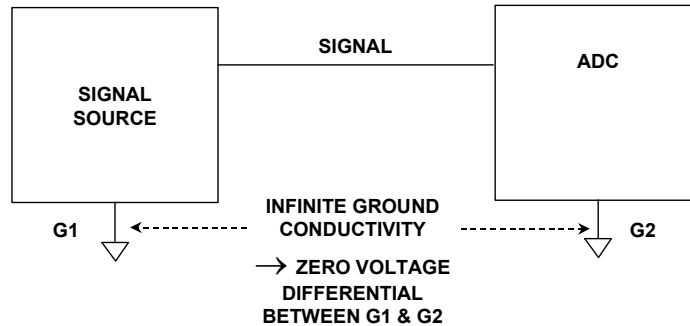 SIGNAL
ADC
SIGNAL
SOURCE
INFINITE GROUND
CONDUCTIVITY
G1
G2
→ ZERO VOLTAGE
DIFFERENTIAL
BETWEEN G1 & G2